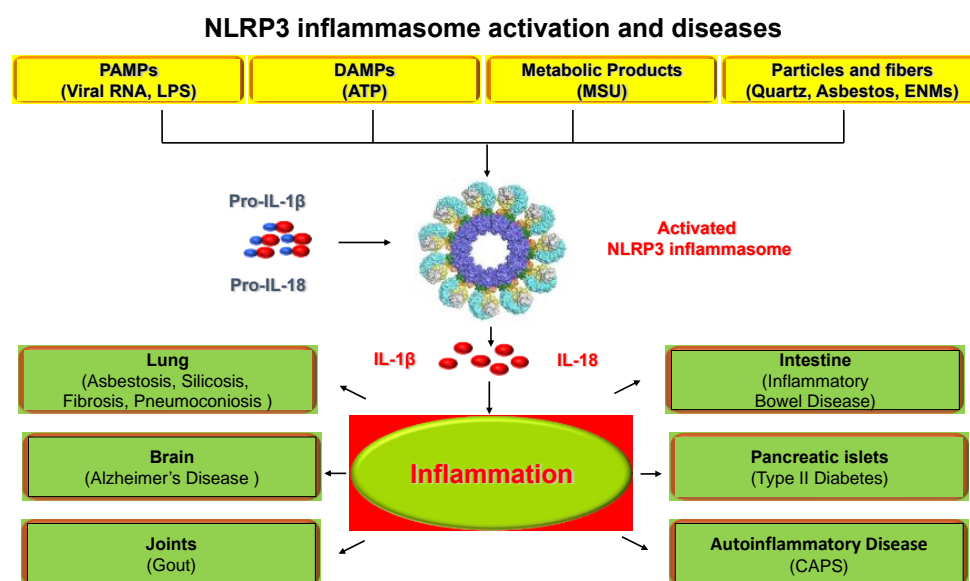 NLRP3 inflammasome activation and diseases
PAMPs
(Viral RNA, LPS)
DAMPs
(ATP)
Metabolic Products
(MSU)
Particles and fibers
(Quartz, Asbestos, ENMs)
Pro-IL-1β
Pro-IL-18
Activated
NLRP3 inflammasome
IL-1β
IL-18
Lung
(Asbestosis, Silicosis,
Fibrosis, Pneumoconiosis )
Intestine
(Inflammatory
Bowel Disease)
Brain
(Alzheimer’s Disease )
Inflammation
Pancreatic islets
(Type II Diabetes)
Joints
(Gout)
Autoinflammatory Disease
(CAPS)